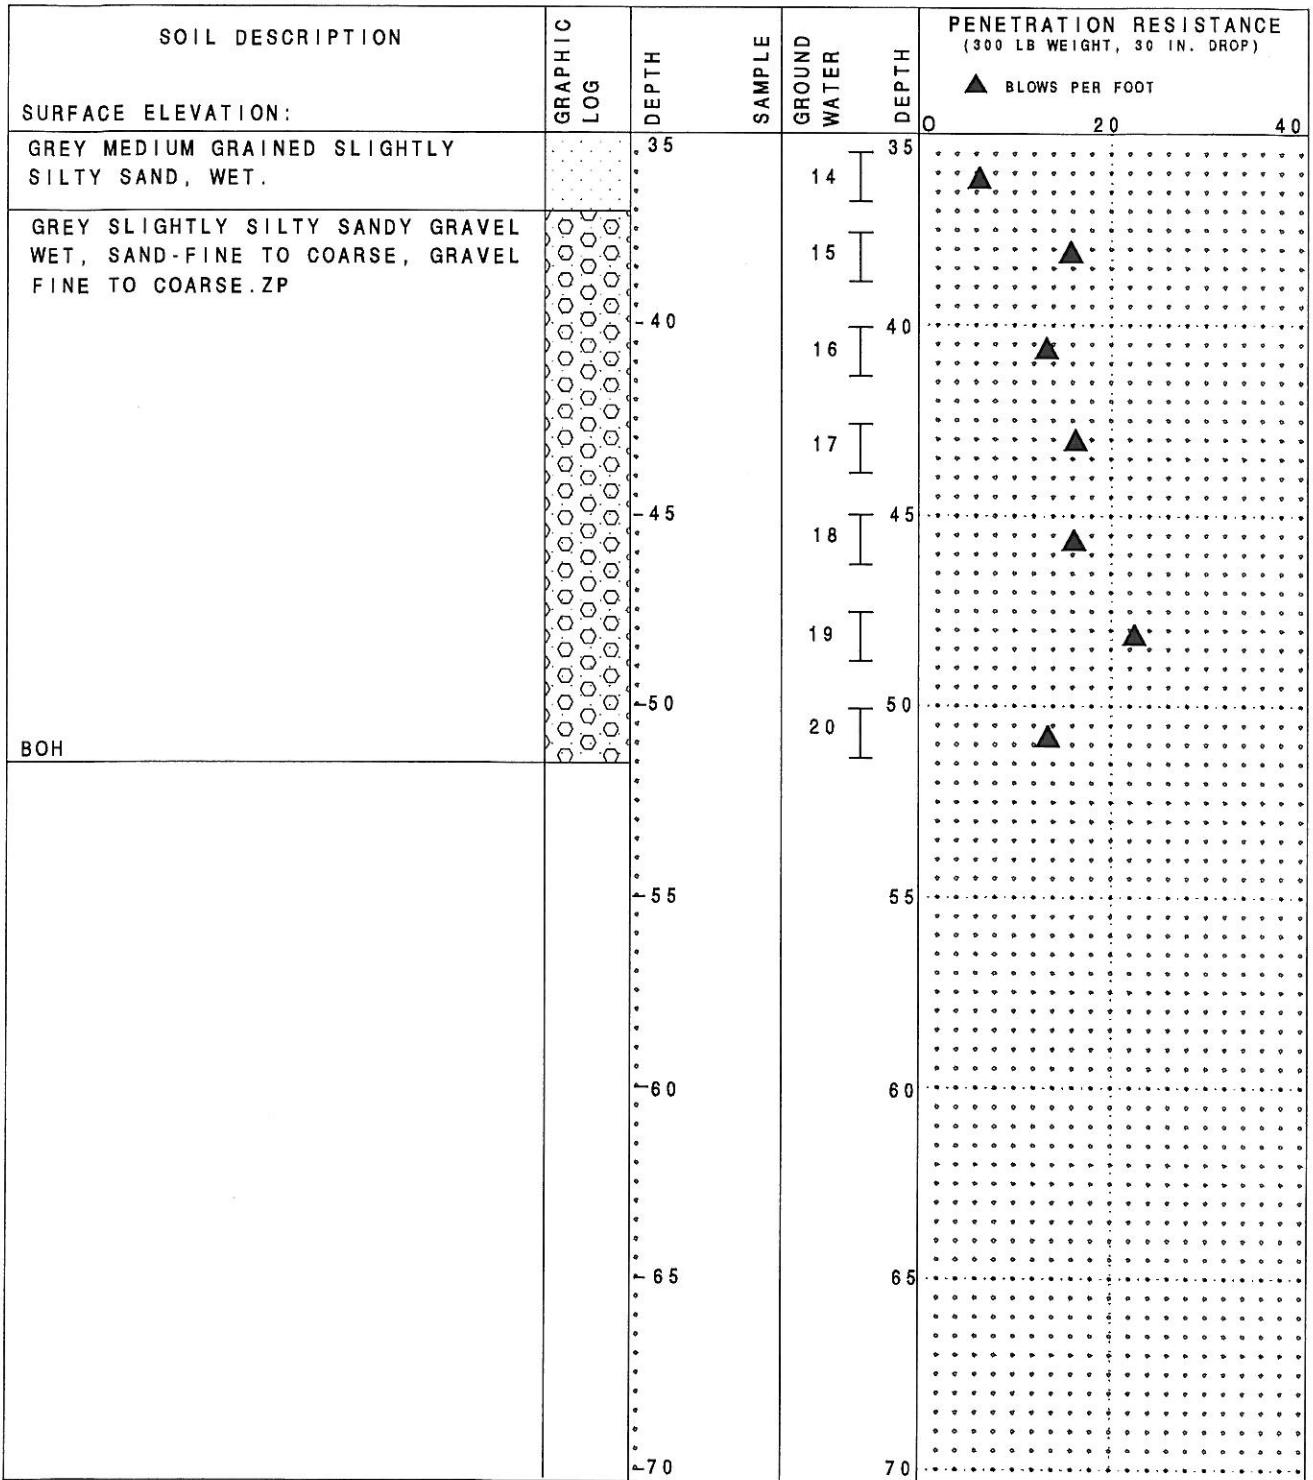 SOIL DESCRIPTION
SURFACE ELEVATION:
GRAPHIC
LOG
DEPTH
SAMPLE
GROUND
WATER
DEPTH
PENETRATION RESISTANCE
(300 LB WEIGHT, 30 IN. DROP)
BLOWS PER FOOT
0 20 40
GREY MEDIUM GRAINED SLIGHTLY
SILTY SAND, WET.
GREY SLIGHTLY SILTY SANDY GRAVEL
WET, SAND-FINE TO COARSE, GRAVEL
FINE TO COARSE.ZP
BOH
35
40
45
50
55
60
65
70
14
15
16
17
18
19
20
35
40
45
50
55
60
65
70